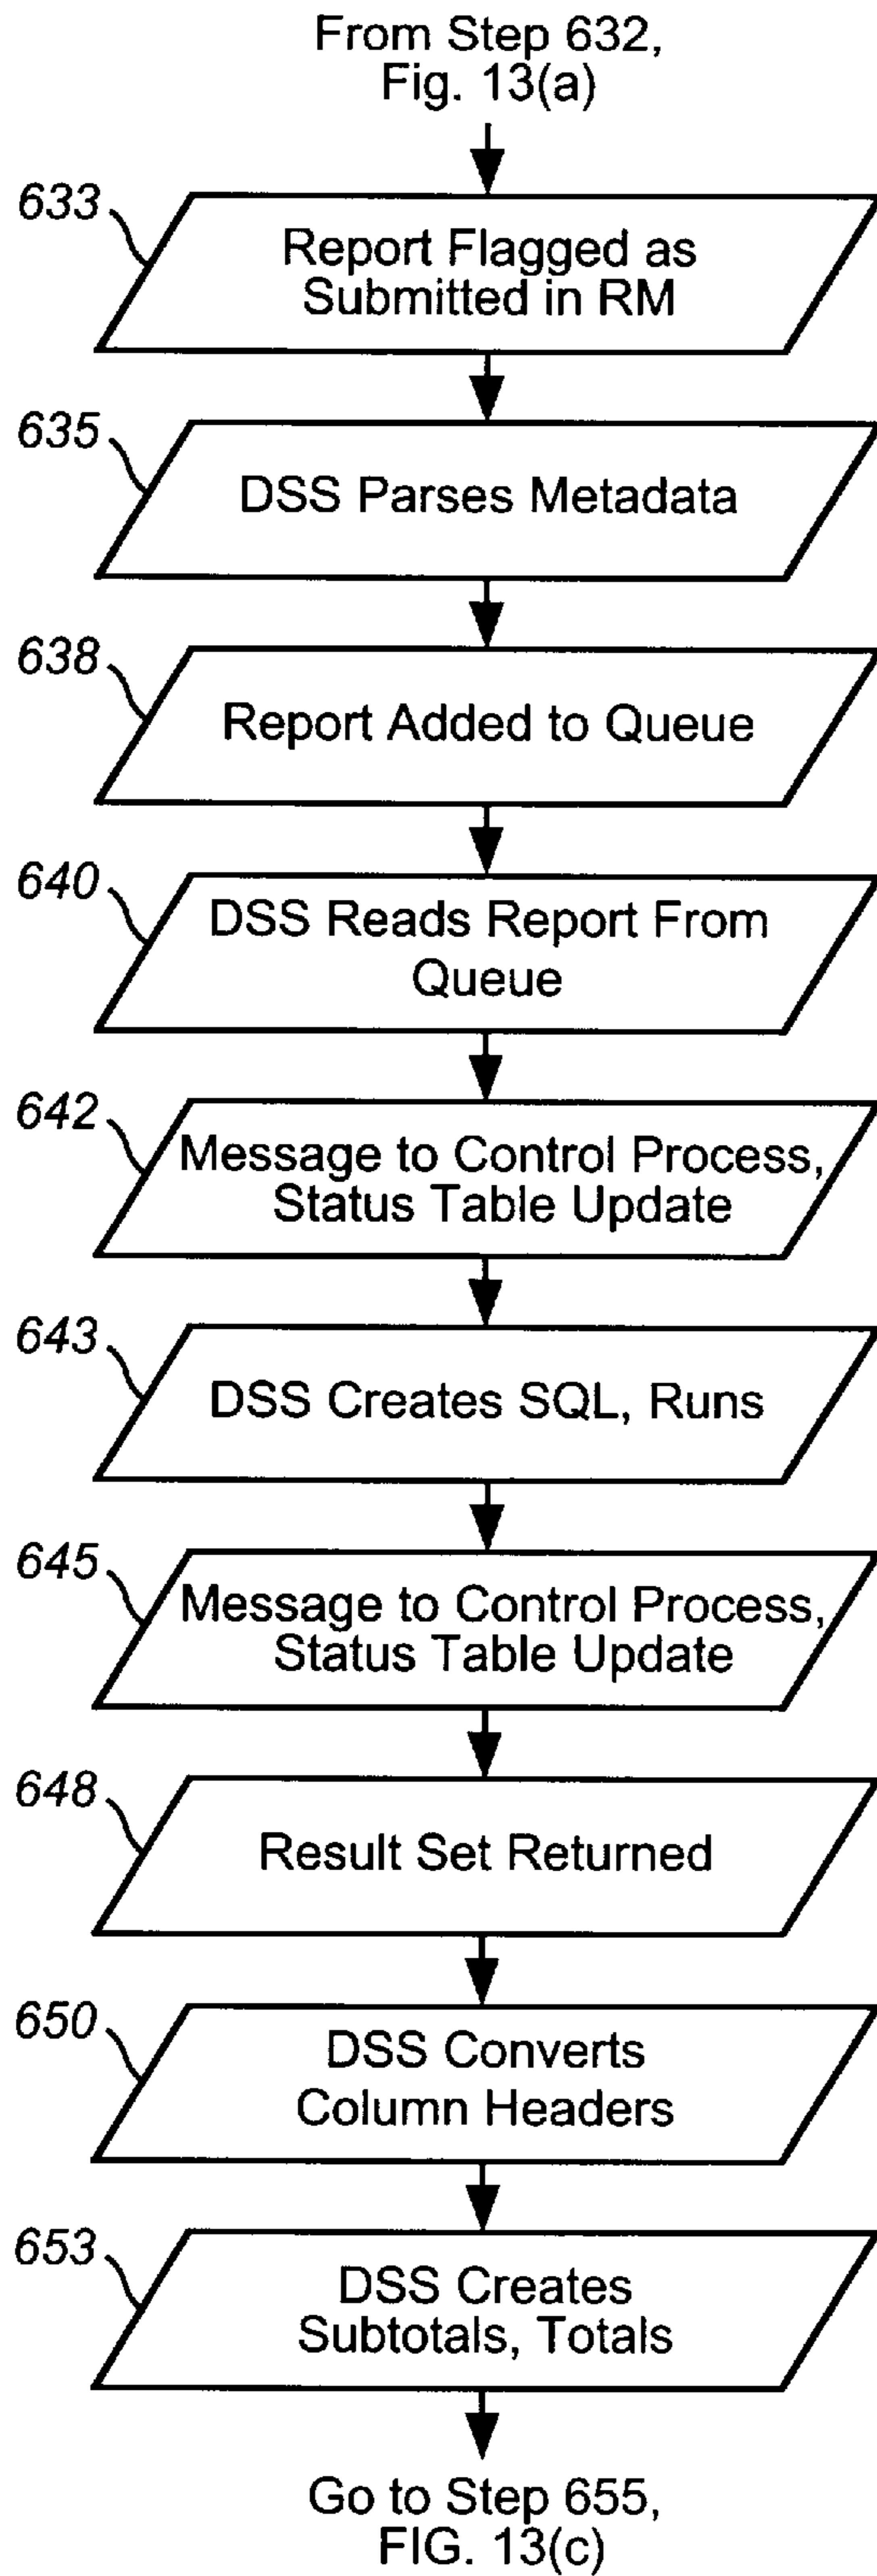 From Step 632,
Fig. 13(a)
633
Report Flagged as
Submitted in RM
635
DSS Parses Metadata
638
Report Added to Queue
640
DSS Reads Report From
Queue
642
Message to Control Process,
Status Table Update
643
DSS Creates SQL, Runs
645
Message to Control Process,
Status Table Update
648
Result Set Returned
650
DSS Converts
Column Headers
653
DSS Creates
Subtotals, Totals
Go to Step 655,
FIG. 13(c)